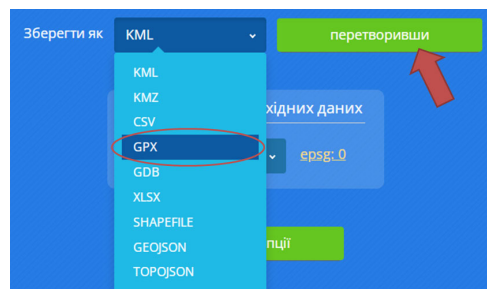 Зберегти як KML перетворивши
KML
KMZ
хідних даних
CSV
GPX
epsg: 0
GDB
XLSX
SHAPEFILE
GEOJSON
пції
TOPOJSON